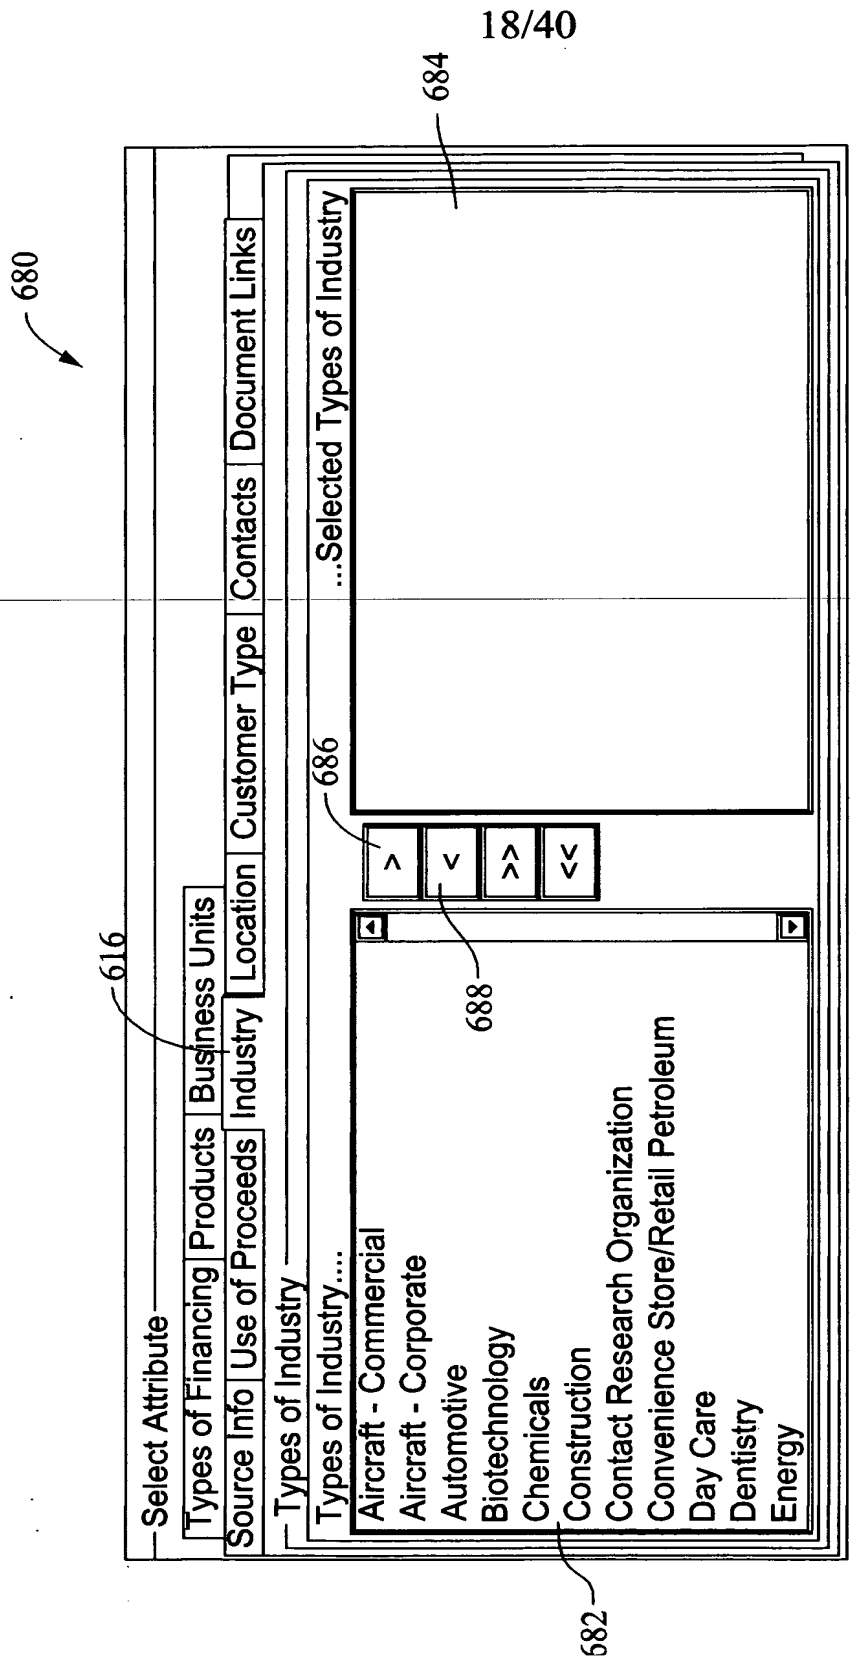 18/40
680
Select Attribute
616
Types of Financing Products Business Units
Source Info Use of Proceeds Industry Location Customer Type Contacts Document Links
Types of Industry
Types of Industry.... ...Selected Types of Industry
686
684
Aircraft - Commercial
Aircraft - Corporate
Automotive
Biotechnology
Chemicals
Construction
Contact Research Organization
Convenience Store/Retail Petroleum
Day Care
Dentistry
Energy
>
<
>>
<<
688
682